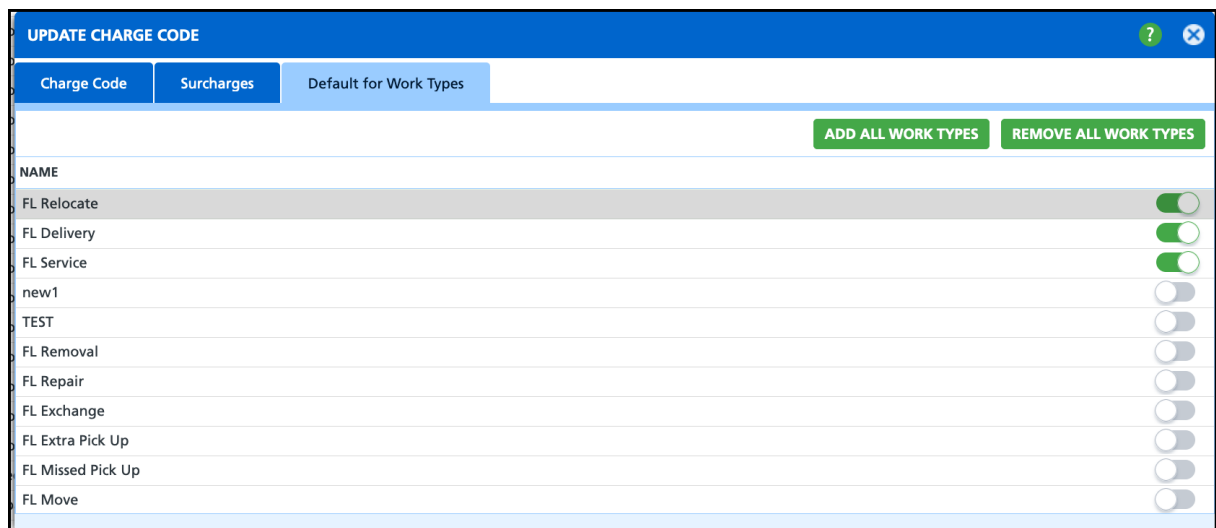 UPDATE CHARGE CODE ?
Charge Code Surcharges Default for Work Types
ADD ALL WORK TYPES REMOVE ALL WORK TYPES
NAME
FL Relocate
FL Delivery
FL Service
new1
TEST
FL Removal
FL Repair
FL Exchange
FL Extra Pick Up
FL Missed Pick Up
FL Move